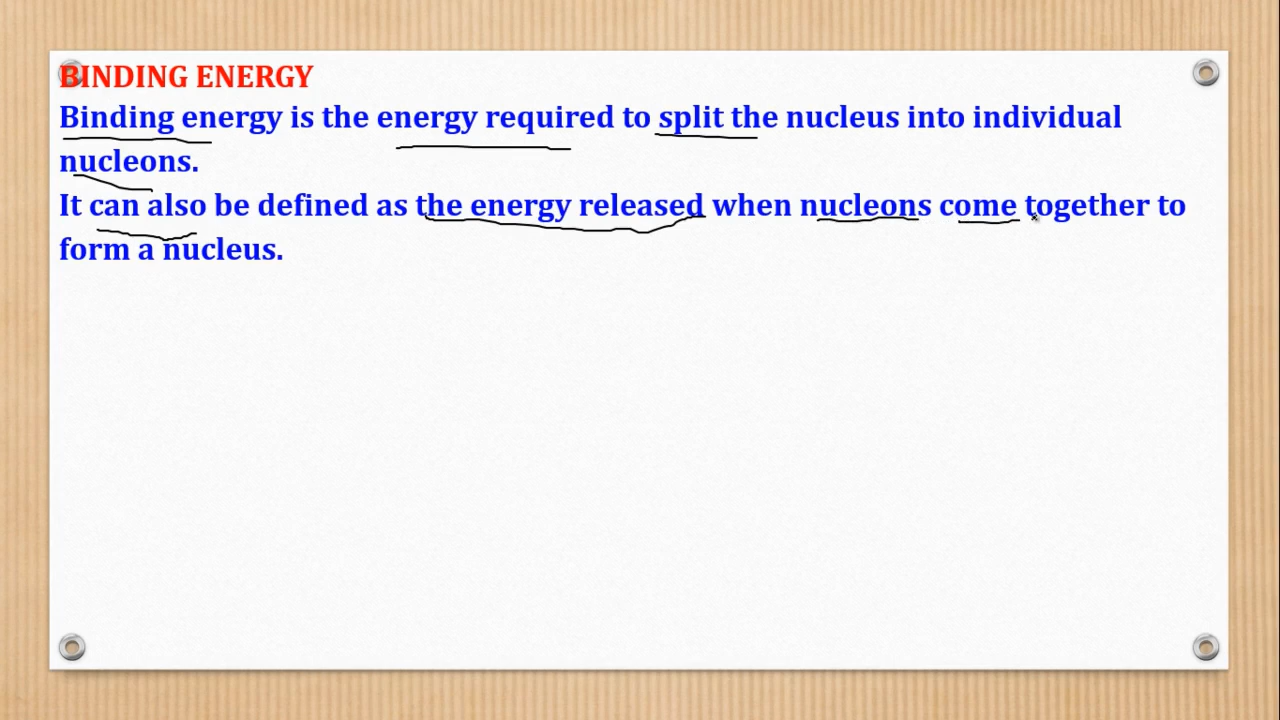 BINDING ENERGY
Binding energy is the energy required to split the nucleus into individual
nucleons.
It can also be defined as the energy released when nucleons come together to
form a nucleus.